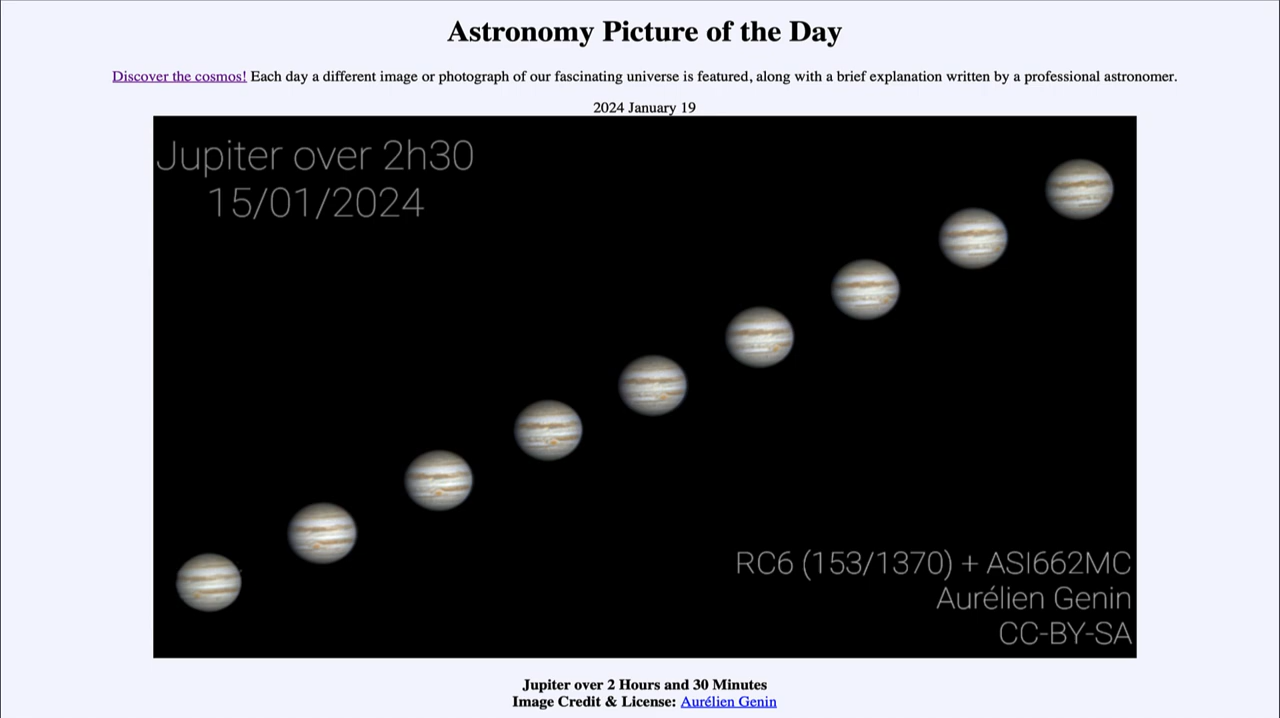 Astronomy Picture of the Day
Discover the cosmos! Each day a different image or photograph of our fascinating universe is featured, along with a brief explanation written by a professional astronomer.
2024 January 19
Jupiter over 2h30
15/01/2024
RC6 (153/1370) + ASI662MC
Aurélien Genin
CC-BY-SA
Jupiter over 2 Hours and 30 Minutes
Image Credit & License: Aurélien Genin